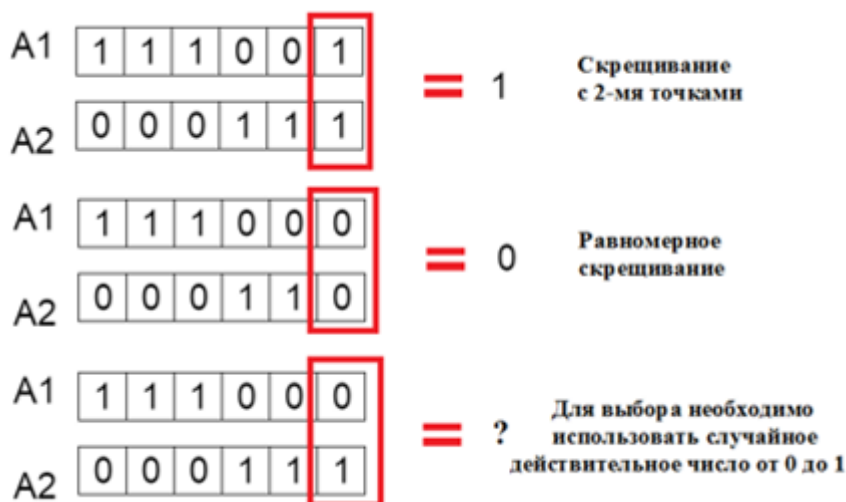 A1 1 1 1 0 0 1
= 1 Скрещивание
с 2-мя точками
A2 0 0 0 1 1 1
A1 1 1 1 0 0 0
= 0 Равномерное
скрещивание
A2 0 0 0 1 1 0
A1 1 1 1 0 0 0
= ? Для выбора необходимо
использовать случайное
действительное число от 0 до 1
A2 0 0 0 1 1 1